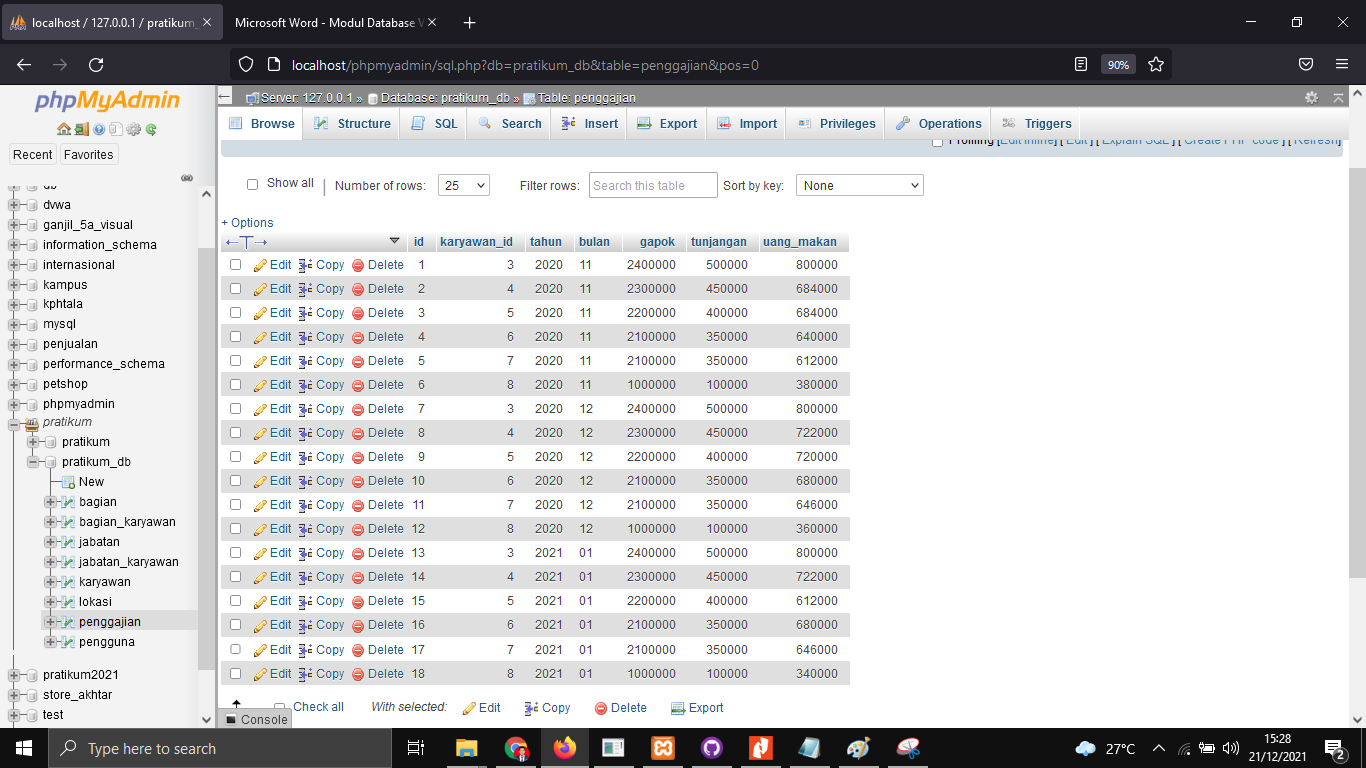 localhost / 127.0.0.1 / pratikum_
Microsoft Word - Modul Database
localhost/phpmyadmin/sql.php?db=pratikum_db&table=penggajian&pos=0
90%
phpMyAdmin
Recent
Favorites
db
dvwa
ganjil_5a_visual
information_schema
internasional
kampus
kphtala
mysql
penjualan
performance_schema
petshop
phpmyadmin
pratikum
pratikum
pratikum_db
New
bagian
bagian_karyawan
jabatan
jabatan_karyawan
karyawan
lokasi
penggajian
pengguna
pratikum2021
store_akhtar
test
Server: 127.0.0.1 » Database: pratikum_db » Table: penggajian
Browse Structure SQL Search Insert Export Import Privileges Operations Triggers
Profiling [Edit inline] [ Edit ] [ Explain SQL ] [ Create PHP code ] [ Refresh]
Show all Number of rows: 25 Filter rows: Search this table Sort by key: None
+ Options
←T→ id karyawan_id tahun bulan gapok tunjangan uang_makan
Edit Copy Delete 1 3 2020 11 2400000 500000 800000
Edit Copy Delete 2 4 2020 11 2300000 450000 684000
Edit Copy Delete 3 5 2020 11 2200000 400000 684000
Edit Copy Delete 4 6 2020 11 2100000 350000 640000
Edit Copy Delete 5 7 2020 11 2100000 350000 612000
Edit Copy Delete 6 8 2020 11 1000000 100000 380000
Edit Copy Delete 7 3 2020 12 2400000 500000 800000
Edit Copy Delete 8 4 2020 12 2300000 450000 722000
Edit Copy Delete 9 5 2020 12 2200000 400000 720000
Edit Copy Delete 10 6 2020 12 2100000 350000 680000
Edit Copy Delete 11 7 2020 12 2100000 350000 646000
Edit Copy Delete 12 8 2020 12 1000000 100000 360000
Edit Copy Delete 13 3 2021 01 2400000 500000 800000
Edit Copy Delete 14 4 2021 01 2300000 450000 722000
Edit Copy Delete 15 5 2021 01 2200000 400000 612000
Edit Copy Delete 16 6 2021 01 2100000 350000 680000
Edit Copy Delete 17 7 2021 01 2100000 350000 646000
Edit Copy Delete 18 8 2021 01 1000000 100000 340000
Check all With selected: Edit Copy Delete Export
Console
Type here to search
27°C
15:28
21/12/2021
2